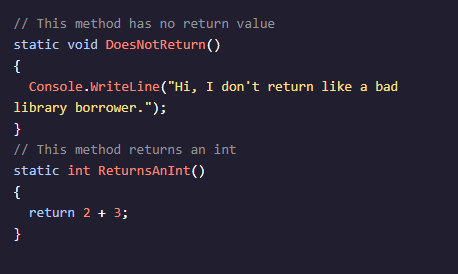 // This method has no return value
static void DoesNotReturn()
{
  Console.WriteLine("Hi, I don't return like a bad
library borrower.");
}
// This method returns an int
static int ReturnsAnInt()
{
  return 2 + 3;
}